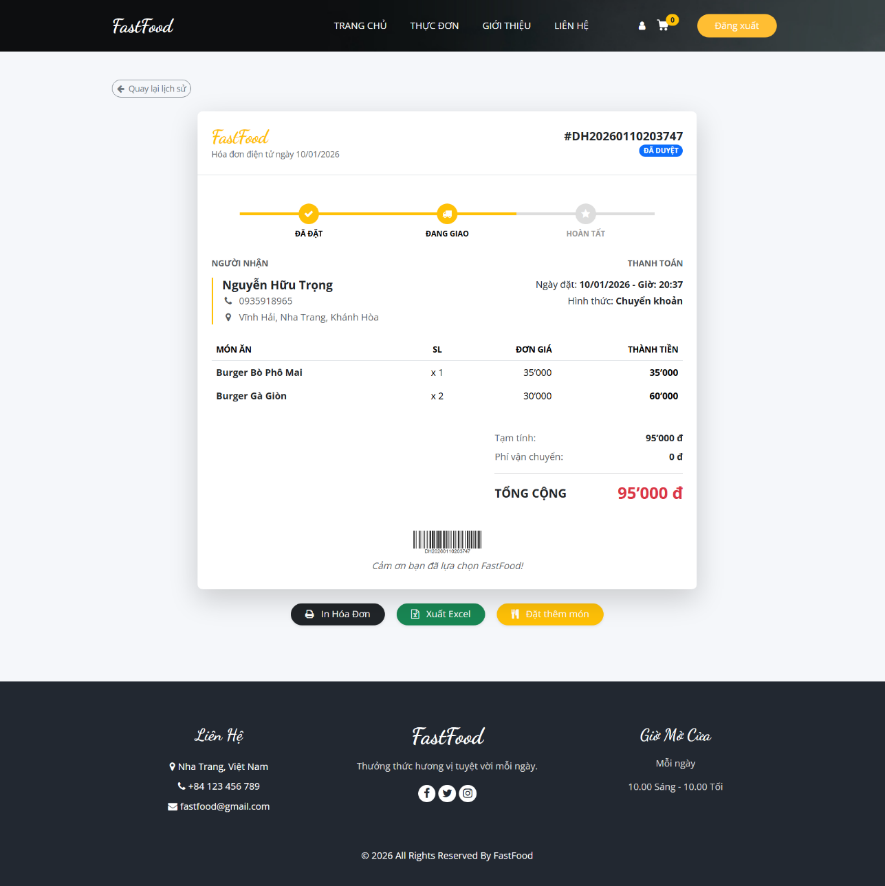 FastFood
TRANG CHỦ THỰC ĐƠN GIỚI THIỆU LIÊN HỆ 0 Đăng xuất
Quay lại lịch sử
FastFood #DH20260110203747
Hóa đơn điện tử ngày 10/01/2026 ĐÃ DUYỆT
ĐÃ ĐẶT ĐANG GIAO HOÀN TẤT
NGƯỜI NHẬN THANH TOÁN
Nguyễn Hữu Trọng Ngày đặt: 10/01/2026 - Giờ: 20:37
0935918965 Hình thức: Chuyển khoản
Vĩnh Hải, Nha Trang, Khánh Hòa
MÓN ĂN SL ĐƠN GIÁ THÀNH TIỀN
Burger Bò Phô Mai x 1 35’000 35’000
Burger Gà Giòn x 2 30’000 60’000
Tạm tính: 95’000 đ
Phí vận chuyển: 0 đ
TỔNG CỘNG 95’000 đ
DH20260110203747
Cảm ơn bạn đã lựa chọn FastFood!
In Hóa Đơn Xuất Excel Đặt thêm món
Liên Hệ FastFood Giờ Mở Cửa
Nha Trang, Việt Nam Thưởng thức hương vị tuyệt vời mỗi ngày. Mỗi ngày
+84 123 456 789 10.00 Sáng - 10.00 Tối
fastfood@gmail.com
© 2026 All Rights Reserved By FastFood